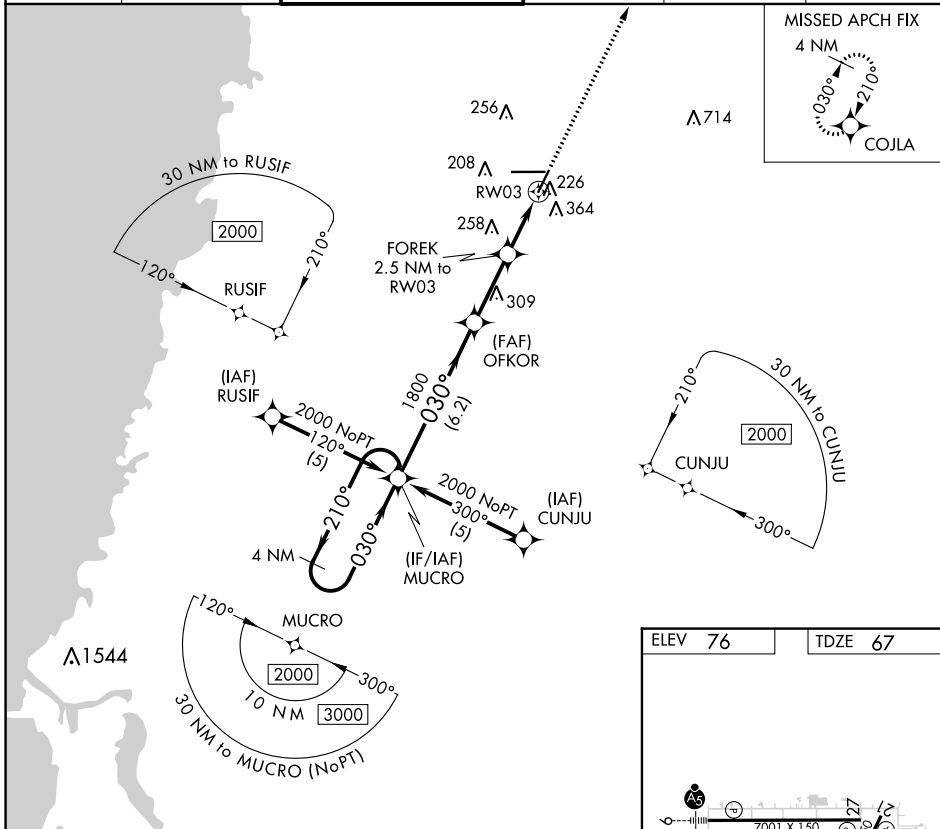 MISSED APCH FIX
4 NM
030°
210°
COJLA
256
714
208
RW03
226
364
258
FOREK
2.5 NM to
RW03
309
(FAF)
OFKOR
30 NM to RUSIF
2000
210°
120°
RUSIF
(IAF)
RUSIF
2000 NoPT
120°
(5)
1800
030°
(6.2)
30 NM to CUNJU
210°
2000
CUNJU
300°
2000 NoPT
300°
(5)
(IAF)
CUNJU
210°
030°
4 NM
(IF/IAF)
MUCRO
120°
MUCRO
2000
300°
10 NM
3000
30 NM to MUCRO (NoPT)
1544
ELEV 76
TDZE 67
A5
P
27
21
9
7001 X 150